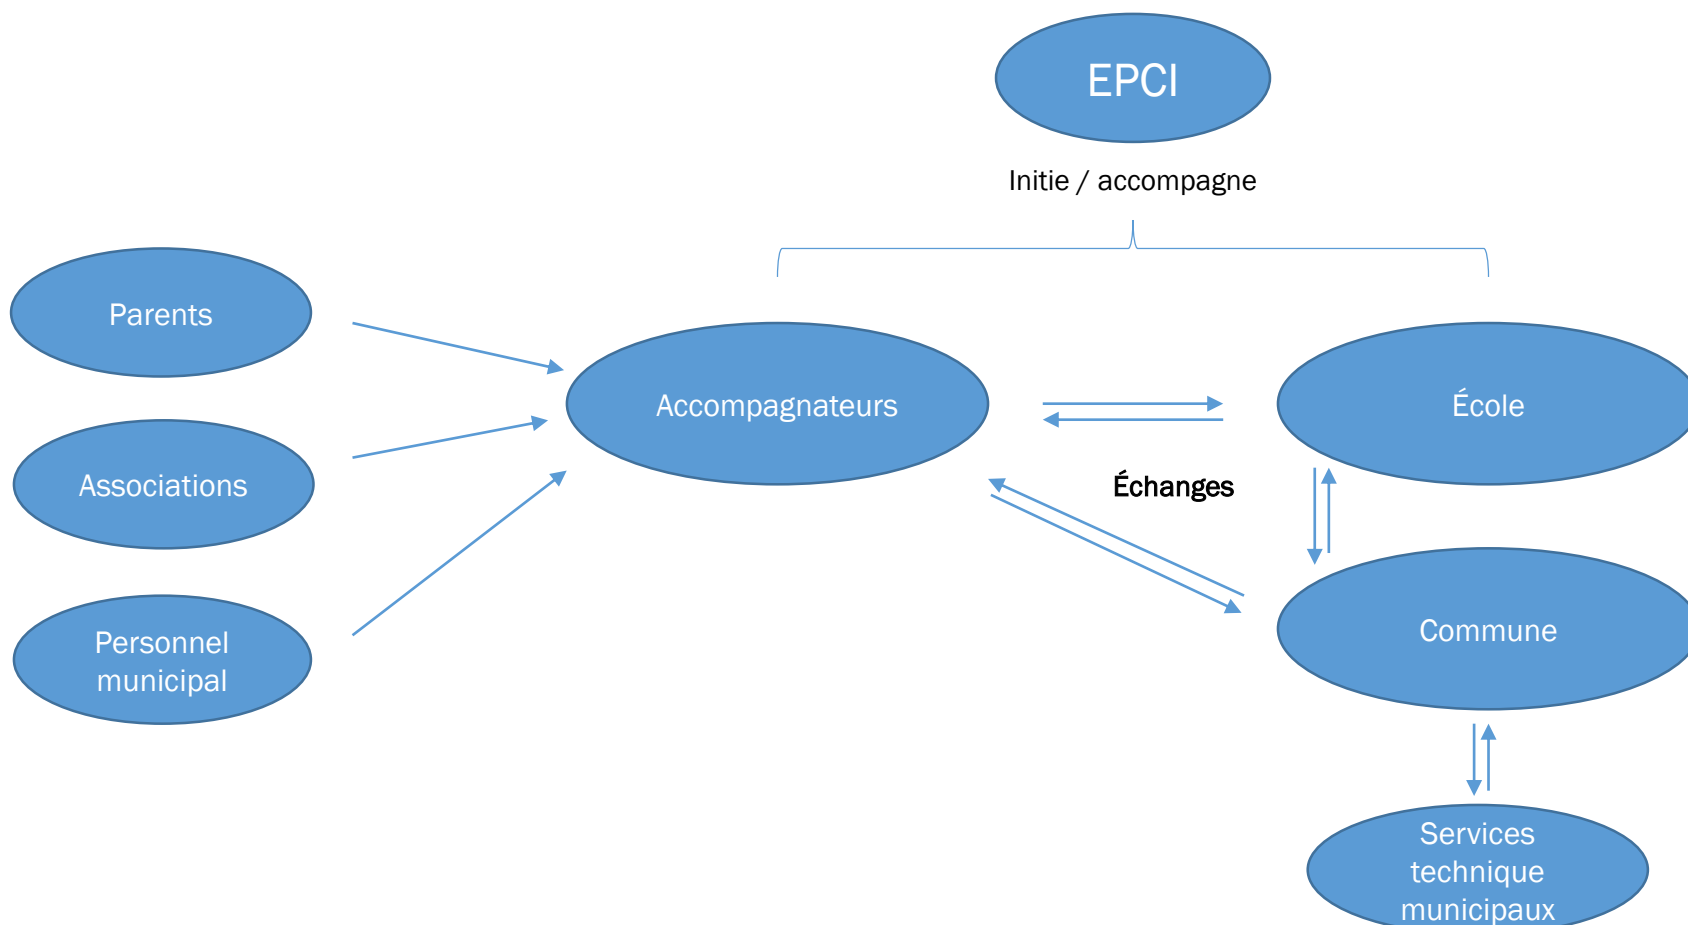 EPCI
Initie / accompagne
Parents
Accompagnateurs
École
Associations
Échanges
Personnel
municipal
Commune
Services
technique
municipaux